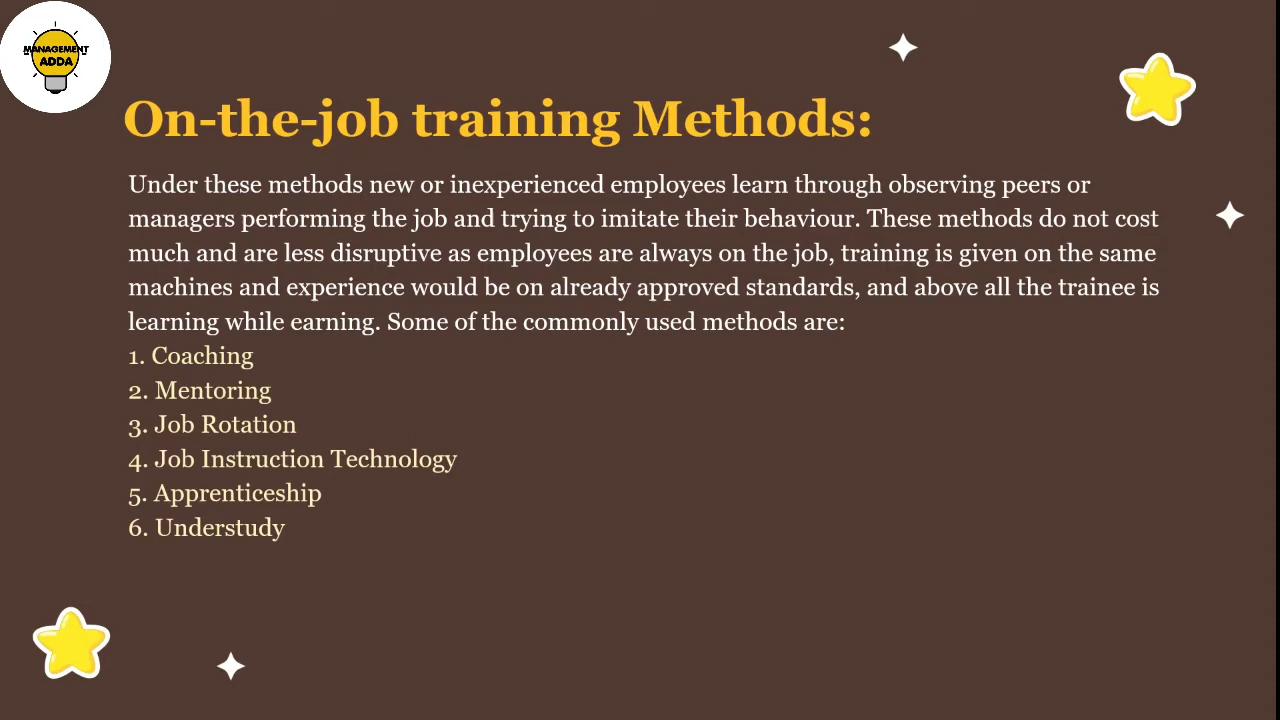 MANAGEMENT
ADDA
On-the-job training Methods:
Under these methods new or inexperienced employees learn through observing peers or
managers performing the job and trying to imitate their behaviour. These methods do not cost
much and are less disruptive as employees are always on the job, training is given on the same
machines and experience would be on already approved standards, and above all the trainee is
learning while earning. Some of the commonly used methods are:
1. Coaching
2. Mentoring
3. Job Rotation
4. Job Instruction Technology
5. Apprenticeship
6. Understudy